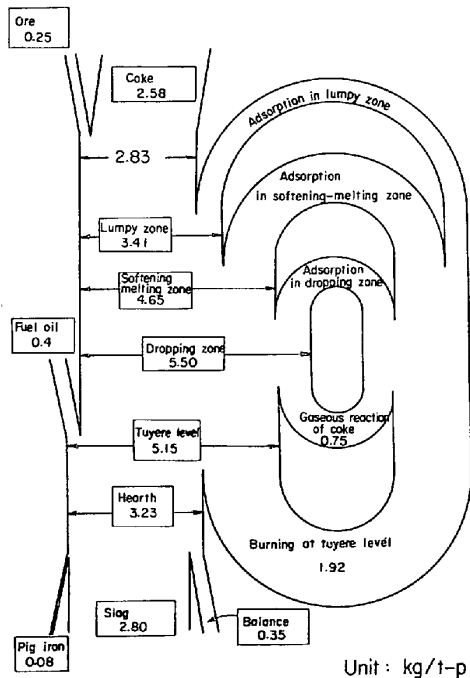 Ore
0.25
Coke
2.58
2.83
Adsorption in lumpy zone
Adsorption
in softening-melting zone
Lumpy zone
3.41
Softening
melting zone
4.65
Adsorption
in dropping zone
Fuel oil
0.4
Dropping zone
5.50
Gaseous reaction
of coke
0.75
Tuyere level
5.15
Hearth
3.23
Burning at tuyere level
1.92
Slag
2.80
Balance
0.35
Pig iron
0.08
Unit : kg/t-p